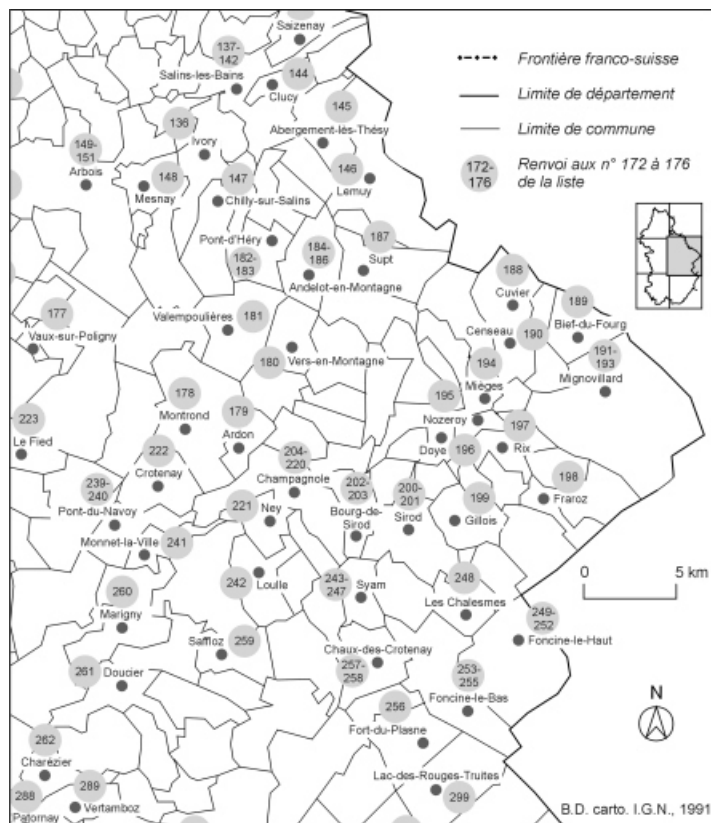 Saizenay
137-
142
Salins-les-Bains
144
Clucy
145
Abergement-lès-Thésy
136
Ivory
149-
151
Arbois
148
Mesnay
147
Chilly-sur-Salins
146
Lemuy
Pont-d'Héry
182-
183
184-
186
Andelot-en-Montagne
187
Supt
188
Cuvier
189
Bief-du-Fourg
190
Censeau
191-
193
Mignovillard
177
Vaux-sur-Poligny
Valempoulières
181
180
Vers-en-Montagne
194
Mièges
195
Nozeroy
178
Montrond
179
Ardon
223
Le Fied
222
Crotenay
204-
220
Champagnole
Doye
196
197
Rix
198
Fraroz
239-
240
Pont-du-Navoy
221
Ney
202-
203
Bourg-de-
Sirod
200-
201
Sirod
199
Gillois
Monnet-la-Ville
241
242
Loulle
243-
247
Syam
248
Les Chalesmes
249-
252
Foncine-le-Haut
260
Marigny
Saffloz
259
Chaux-des-Crotenay
257-
258
253-
255
Foncine-le-Bas
261
Doucier
256
Fort-du-Plasne
262
Charézier
Lac-des-Rouges-Truites
299
288
Patornay
289
Vertamboz
Frontière franco-suisse
Limite de département
Limite de commune
172-
176
Renvoi aux n° 172 à 176
de la liste
0 5 km
N
B.D. carto. I.G.N., 1991